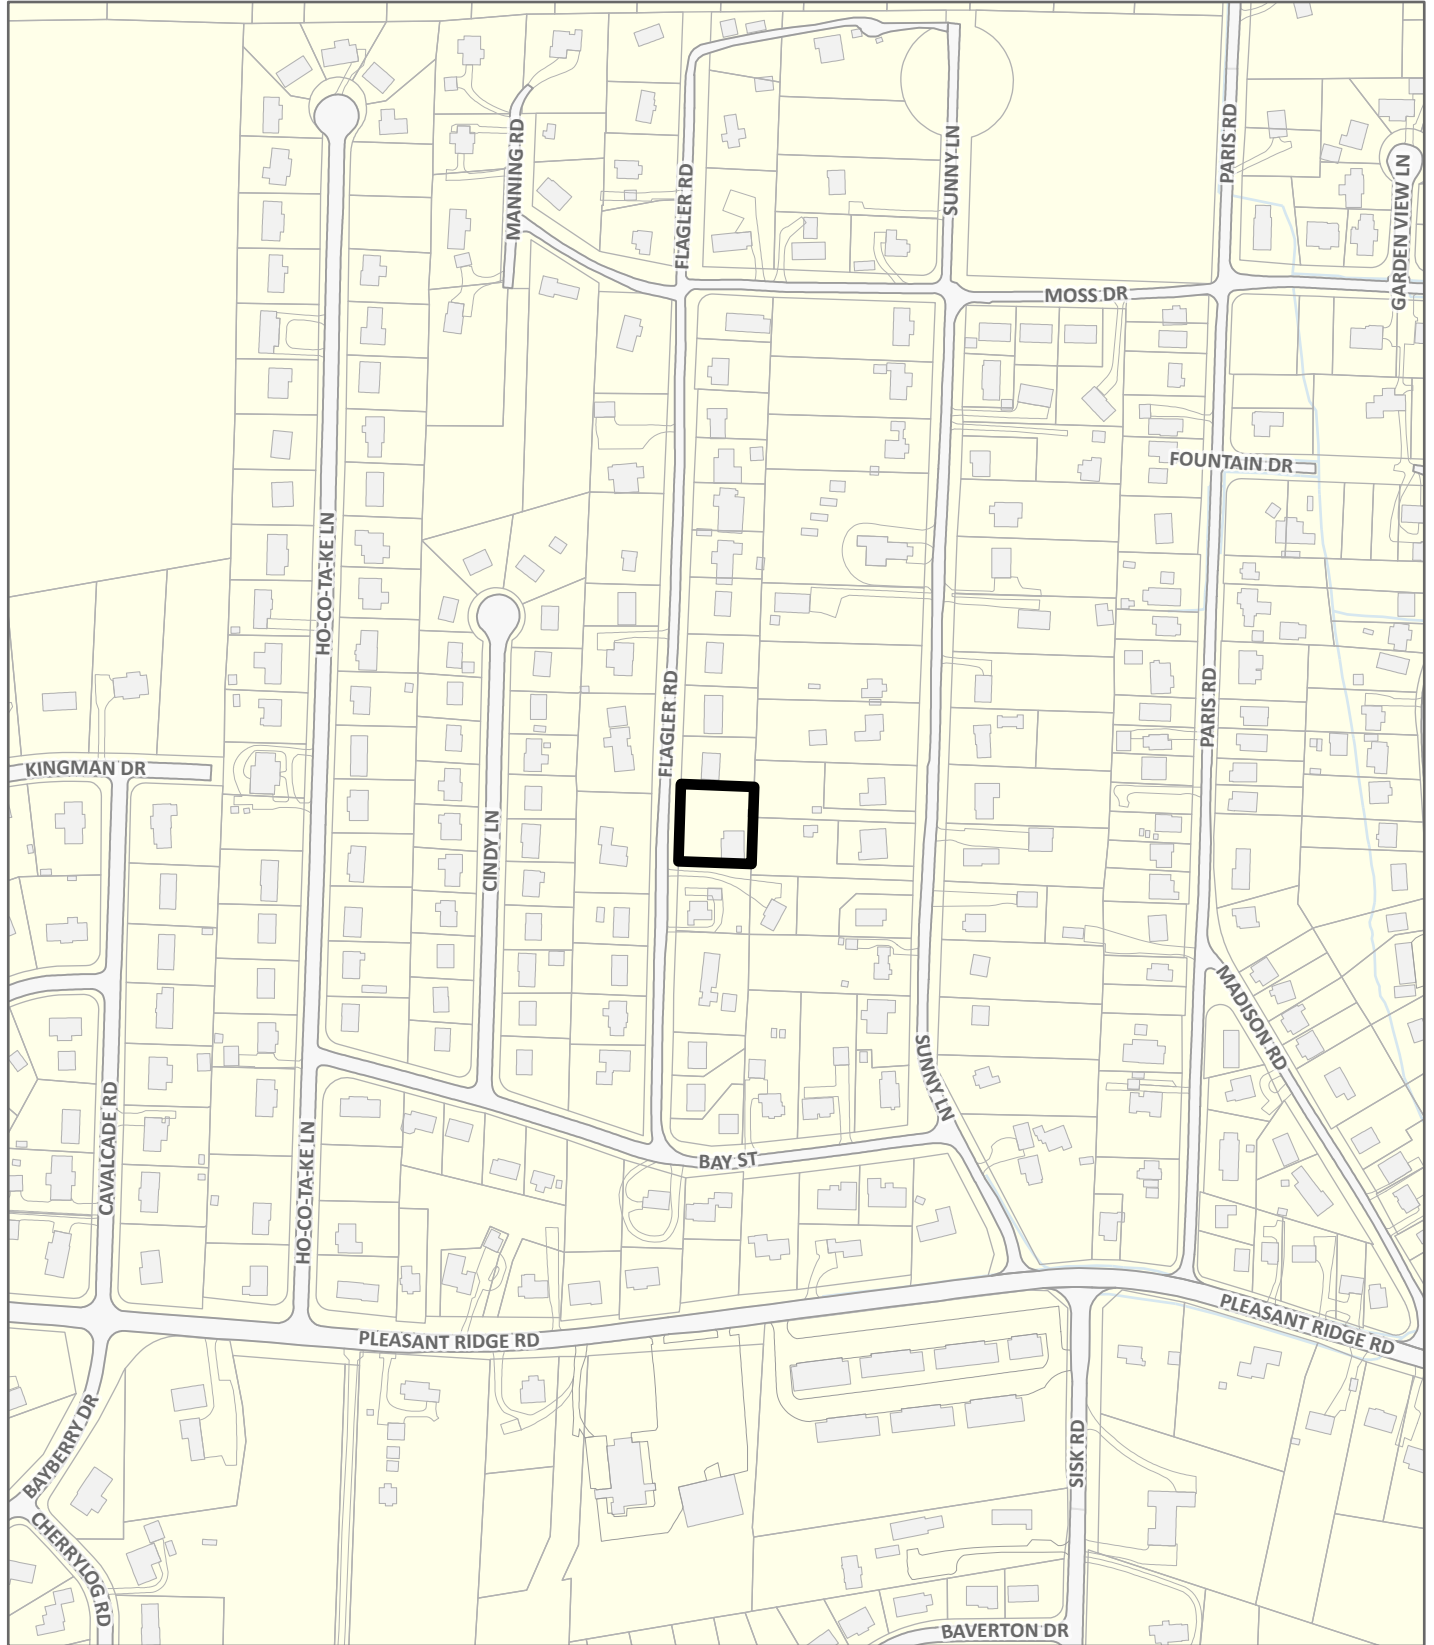 MANNING RD
FLAGLER RD
SUNNY LN
PARIS RD
GARDEN VIEW LN
MOSS DR
FOUNTAIN DR
HO-CO-TA-KE LN
FLAGLER RD
PARIS RD
KINGMAN DR
CINDY LN
MADISON RD
SUNNY LN
CAVALCADE RD
HO-CO-TA-KE LN
BAY ST
PLEASANT RIDGE RD
PLEASANT RIDGE RD
BAYBERRY DR
SISK RD
CHERRYLOG RD
BAVERTON DR